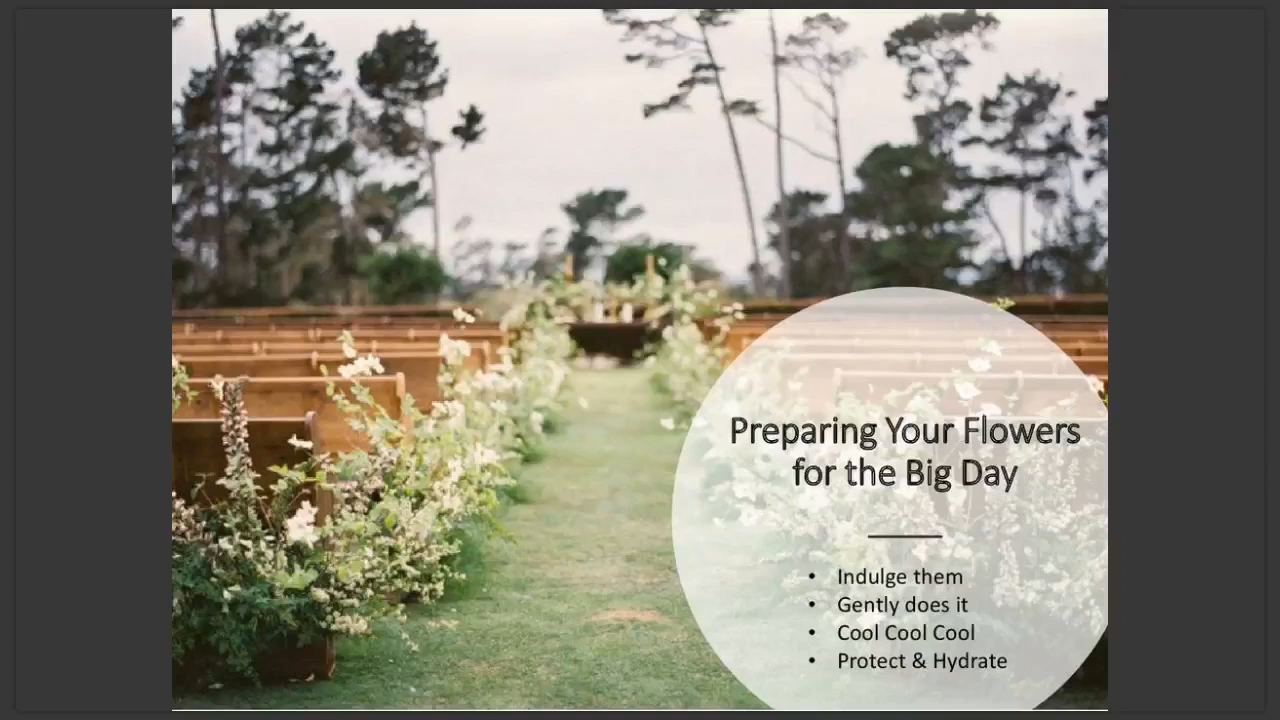 Preparing Your Flowers
for the Big Day
• Indulge them
• Gently does it
• Cool Cool Cool
• Protect & Hydrate